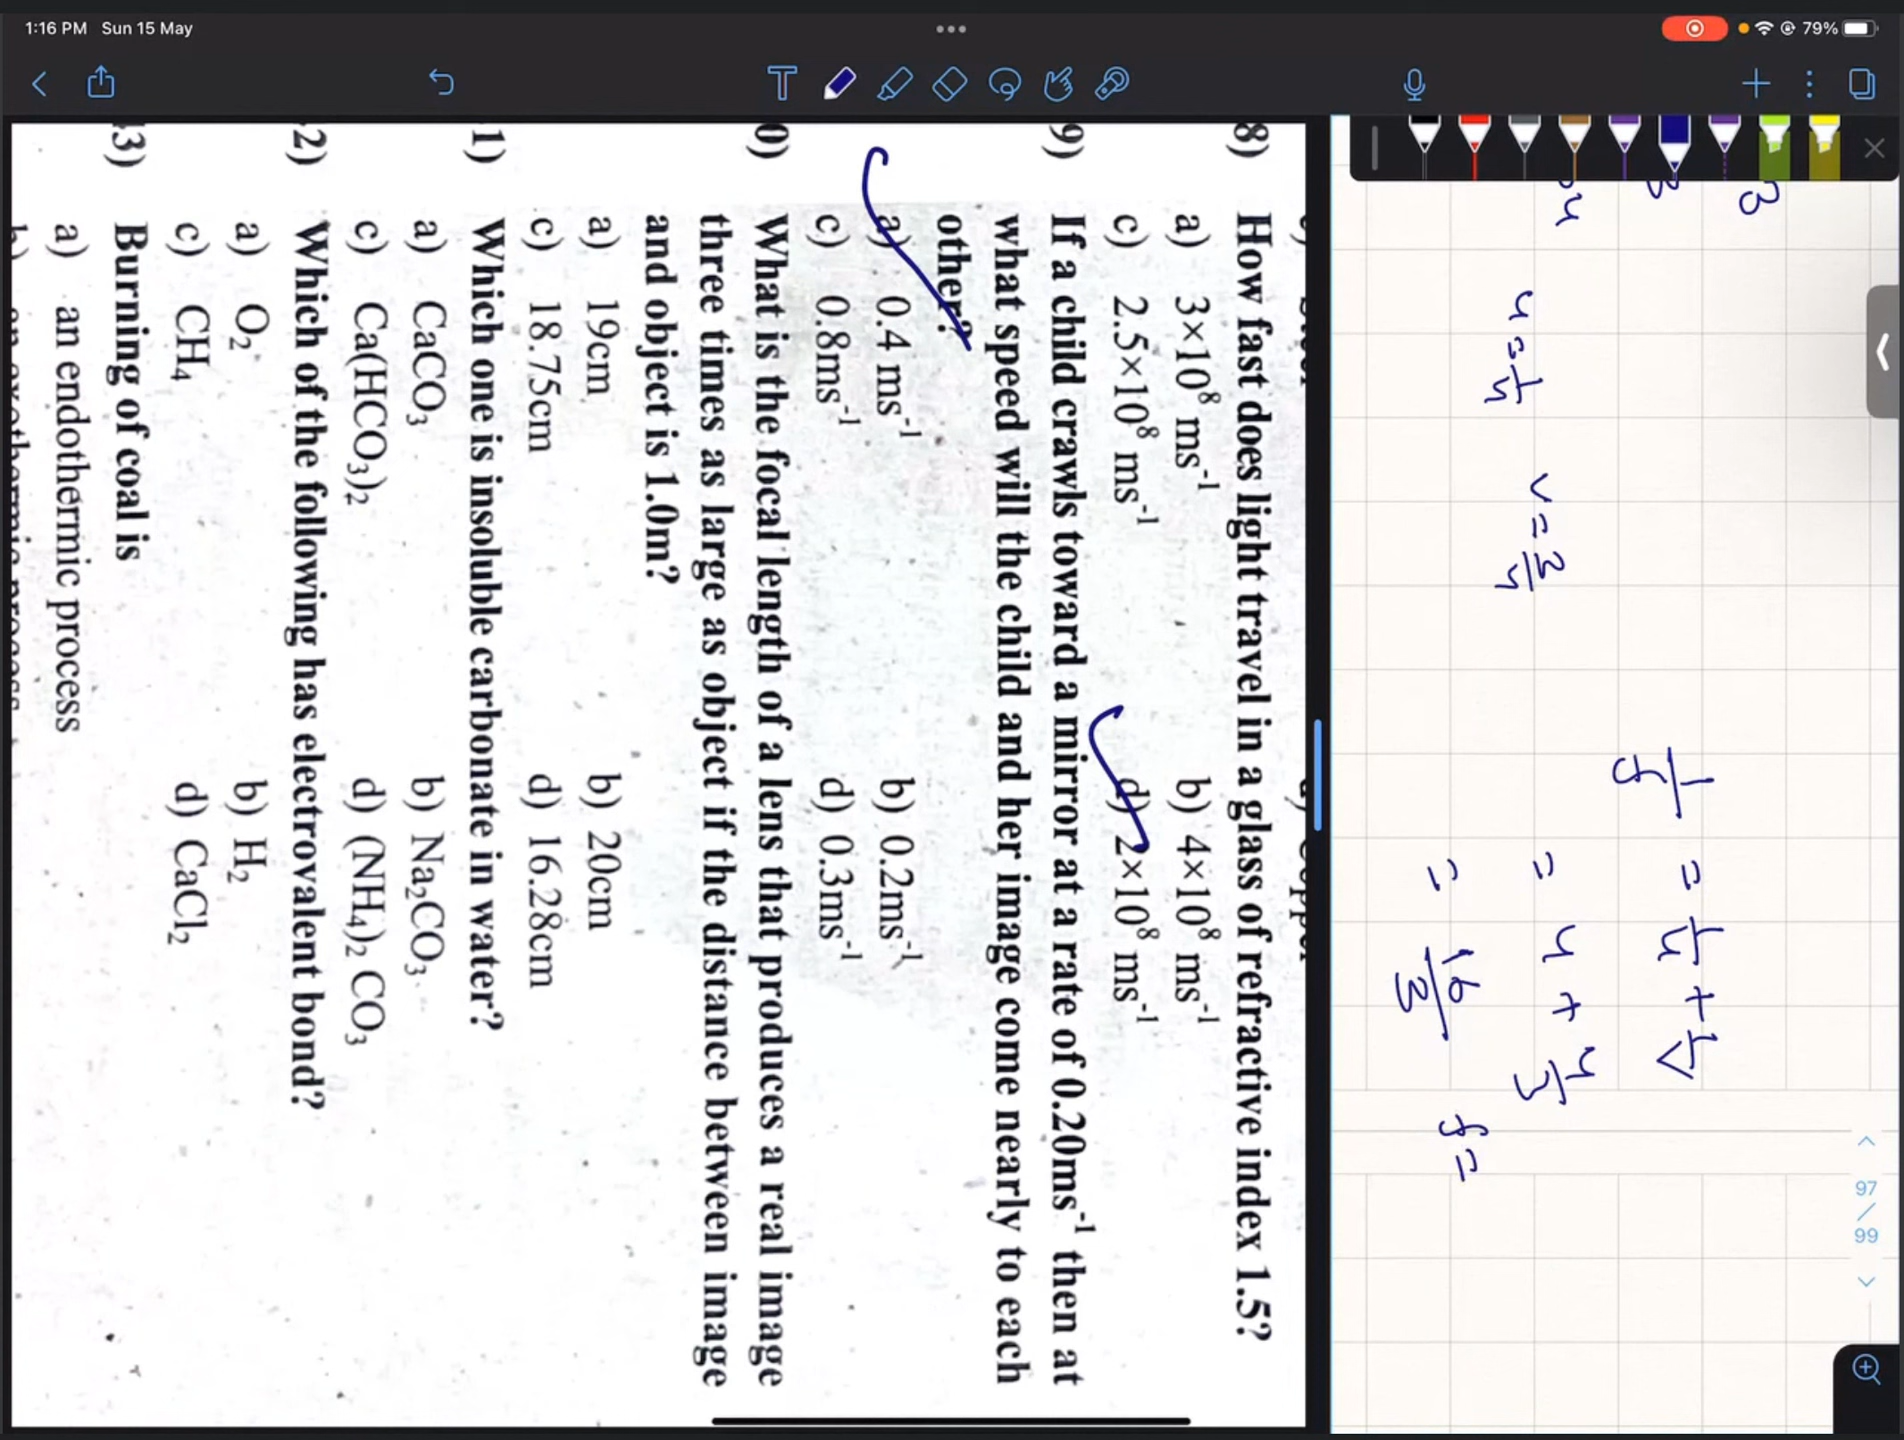 1:16 PM Sun 15 May
79%
T
8) How fast does light travel in a glass of refractive index 1.5?
a) 3×10⁸ ms⁻¹ b) 4×10⁸ ms⁻¹
c) 2.5×10⁸ ms⁻¹ d) 2×10⁸ ms⁻¹
9) If a child crawls toward a mirror at a rate of 0.20ms⁻¹ then at
what speed will the child and her image come nearly to each
other?
a) 0.4 ms⁻¹ b) 0.2ms⁻¹
c) 0.8ms⁻¹ d) 0.3ms⁻¹
0) What is the focal length of a lens that produces a real image
three times as large as object if the distance between image
and object is 1.0m?
a) 19cm b) 20cm
c) 18.75cm d) 16.28cm
1) Which one is insoluble carbonate in water?
a) CaCO₃ b) Na₂CO₃
c) Ca(HCO₃)₂ d) (NH₄)₂ CO₃
2) Which of the following has electrovalent bond?
a) O₂ b) H₂
c) CH₄ d) CaCl₂
3) Burning of coal is
a) an endothermic process
3
u = 1/4 v = 3/4
1/f = 1/u + 1/v
= 4 + 4/3
= 16/3 f =
97
/
99